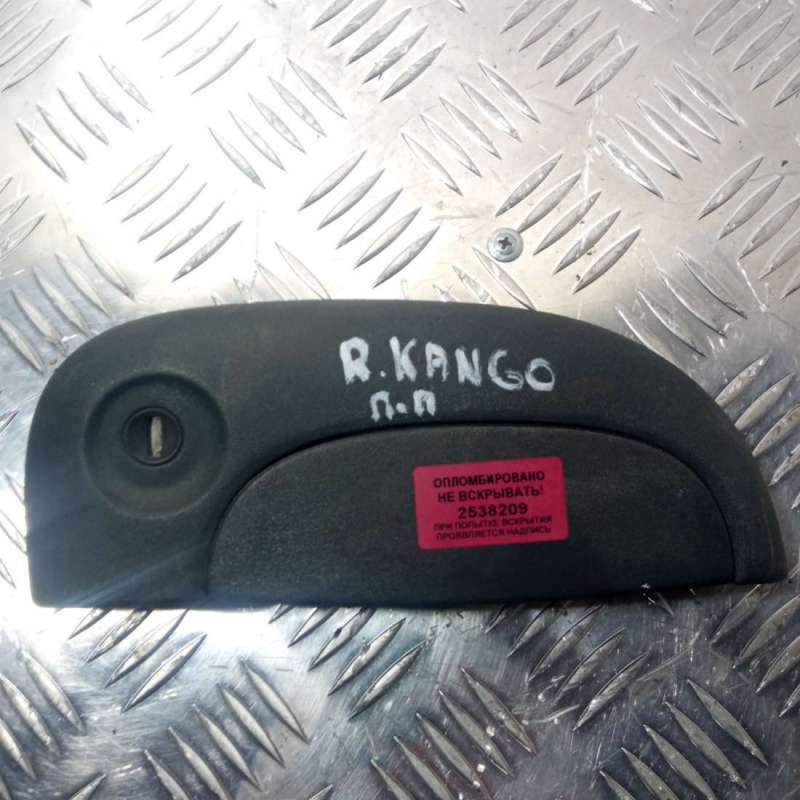 R.KANGO
п.п
ОПЛОМБИРОВАНО
НЕ ВСКРЫВАТЬ!
2538209
ПРИ ПОПЫТКЕ ВСКРЫТИЯ
ПРОЯВЛЯЕТСЯ НАДПИСЬ